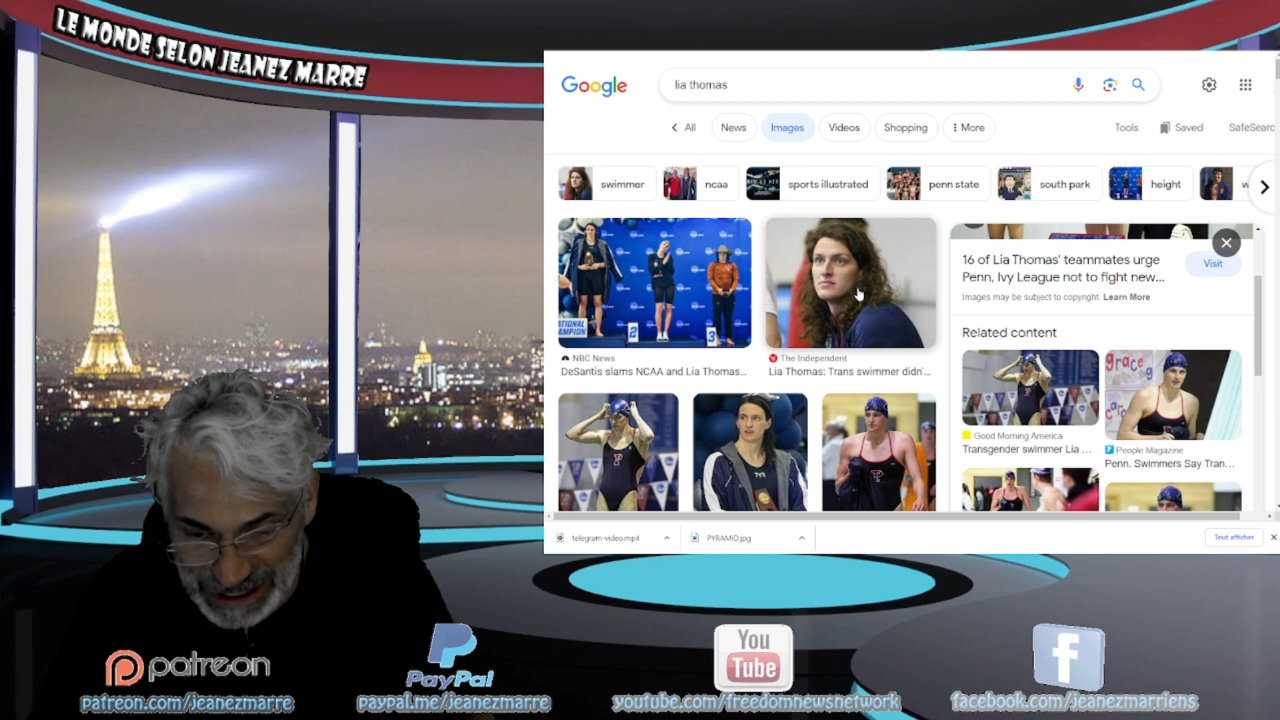 LE MONDE SELON JEANEZ MARRE
Google
lia thomas
All
News
Images
Videos
Shopping
More
Tools
Saved
SafeSearc
swimmer
ncaa
sports illustrated
penn state
south park
height
w
NATIONAL
CHAMPION
2
3
NBC News
DeSantis slams NCAA and Lia Thomas...
The Independent
Lia Thomas: Trans swimmer didn'...
16 of Lia Thomas' teammates urge
Penn, Ivy League not to fight new...
Visit
Images may be subject to copyright. Learn More
Related content
Good Morning America
Transgender swimmer Lia ...
grace
People Magazine
Penn. Swimmers Say Tran...
P
TYR
telegram-video.mp4
PYRAMID.jpg
Tout afficher
patreon
patreon.com/jeanezmarre
PayPal
paypal.me/jeanezmarre
You
Tube
youtube.com/freedomnewsnetwork
f
facebook.com/jeanezmarriens